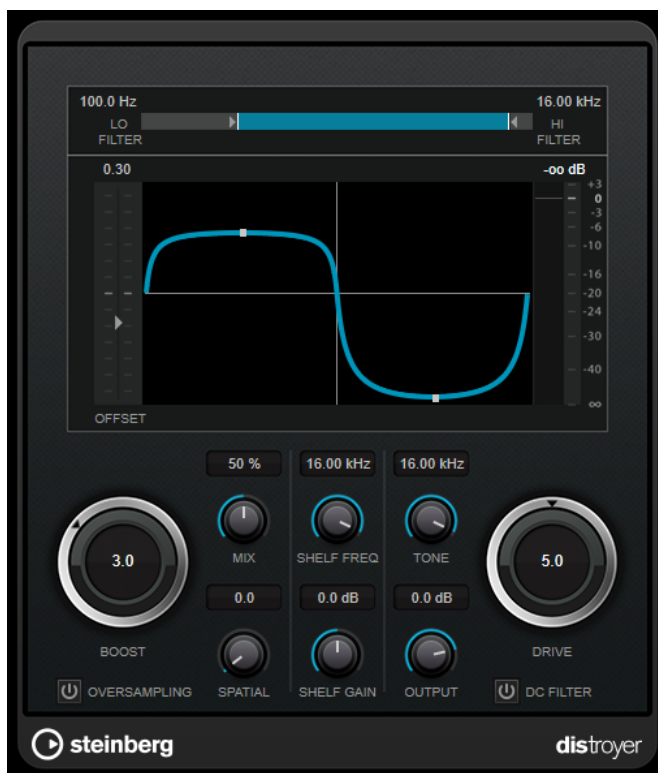 100.0 Hz 16.00 kHz
LO HI
FILTER FILTER
0.30 -oo dB
+3
0
-3
-6
-10
-16
-20
-24
-30
-40
∞
OFFSET
50 % 16.00 kHz 16.00 kHz
3.0 5.0
MIX SHELF FREQ TONE
0.0 0.0 dB 0.0 dB
BOOST DRIVE
OVERSAMPLING SPATIAL SHELF GAIN OUTPUT DC FILTER
steinberg distroyer